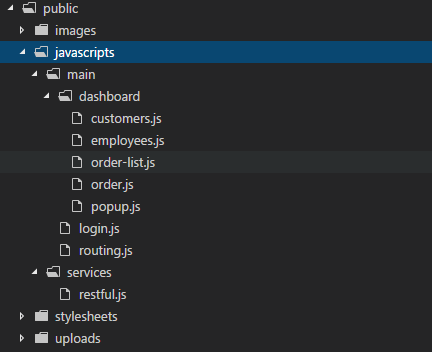 public
images
javascripts
main
dashboard
customers.js
employees.js
order-list.js
order.js
popup.js
login.js
routing.js
services
restful.js
stylesheets
uploads